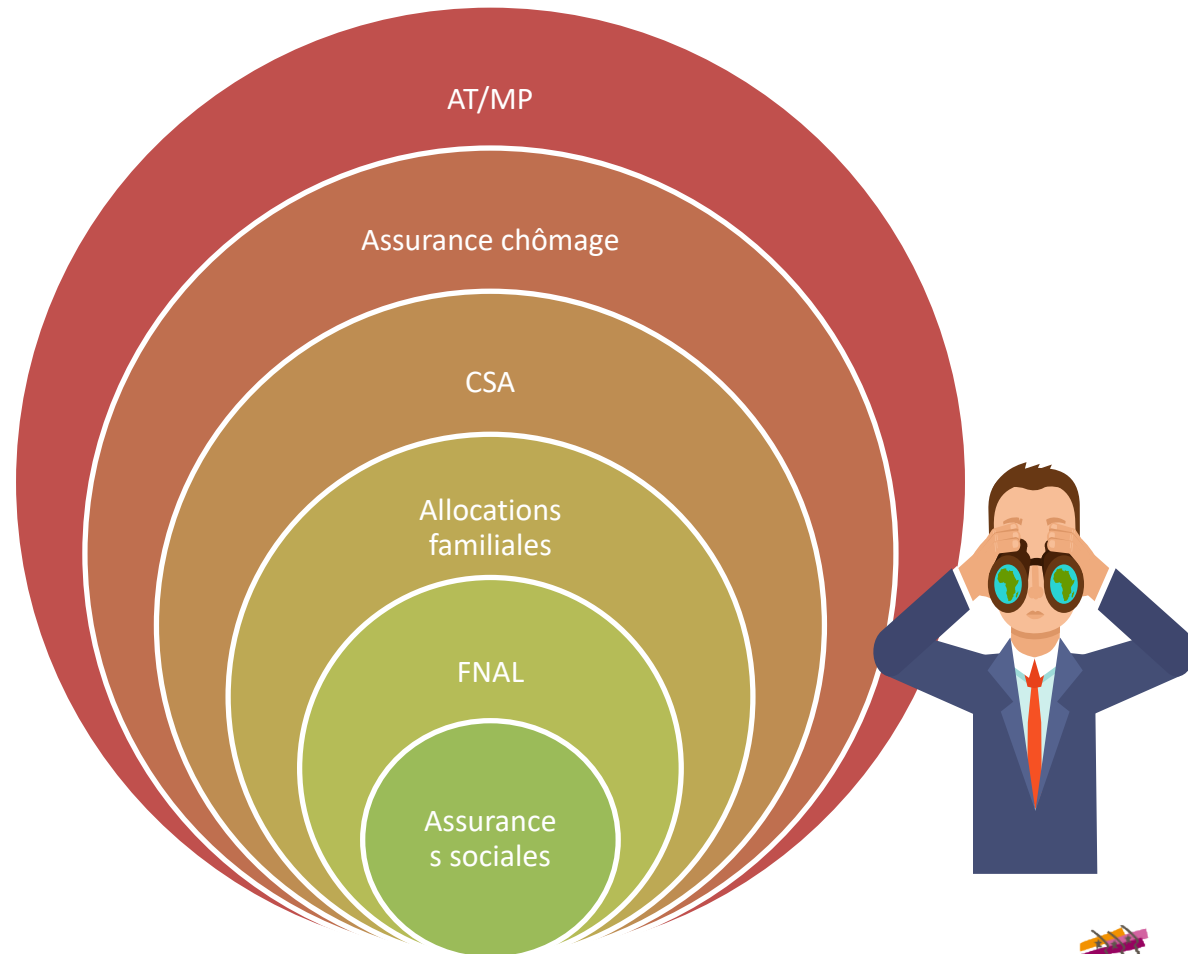 AT/MP
Assurance chômage
CSA
Allocations
familiales
FNAL
Assurance
s sociales